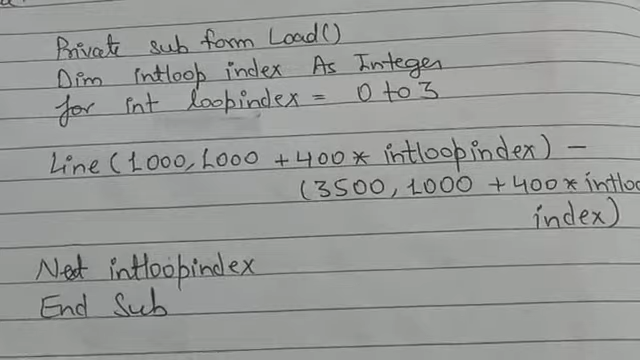 Private sub form Load()
Dim intloop index As Integer
for int loopindex = 0 to 3
Line (1000, 1000 + 400 * intloopindex) -
(3500, 1000 + 400 * intloo
index)
Next intloopindex
End Sub